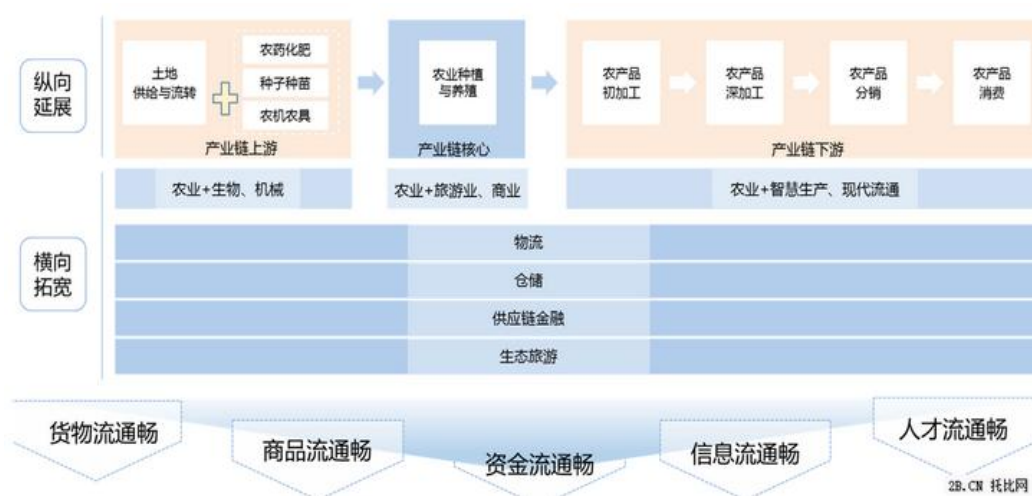 纵向
延展
土地
供给与流转
农药化肥
种子种苗
农机农具
产业链上游
农业种植
与养殖
产业链核心
农产品
初加工
农产品
深加工
农产品
分销
农产品
消费
产业链下游
横向
拓宽
农业+生物、机械
农业+旅游业、商业
农业+智慧生产、现代流通
物流
仓储
供应链金融
生态旅游
货物流通畅
商品流通畅
资金流通畅
信息流通畅
人才流通畅
2B.CN 托比网